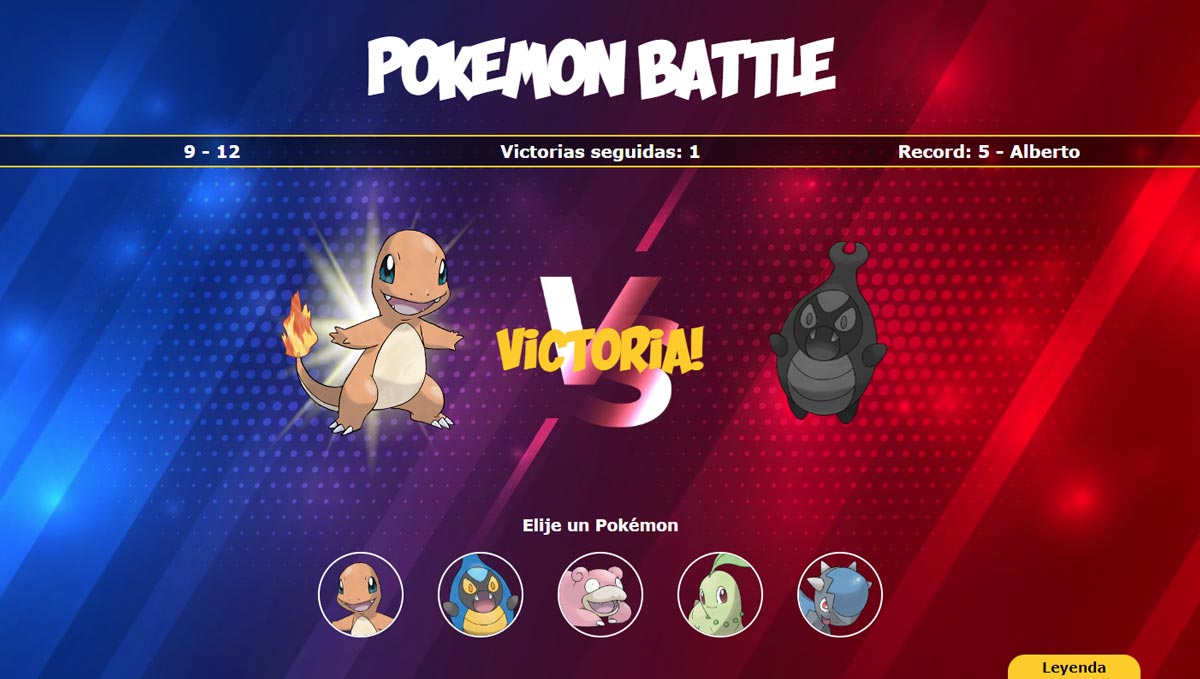 POKEMON BATTLE
9 - 12
Victorias seguidas: 1
Record: 5 - Alberto
VS
VICTORIA!
Elije un Pokémon
Leyenda